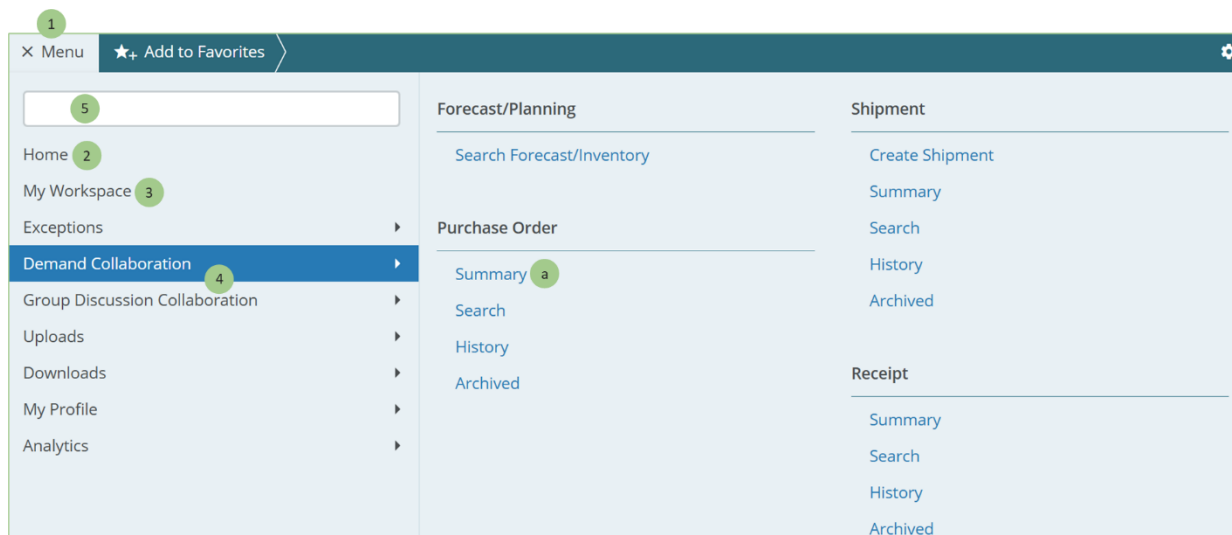 1
Menu
Add to Favorites
5
Home 2
My Workspace 3
Exceptions
Demand Collaboration
4
Group Discussion Collaboration
Uploads
Downloads
My Profile
Analytics
Forecast/Planning
Search Forecast/Inventory
Purchase Order
Summary a
Search
History
Archived
Shipment
Create Shipment
Summary
Search
History
Archived
Receipt
Summary
Search
History
Archived